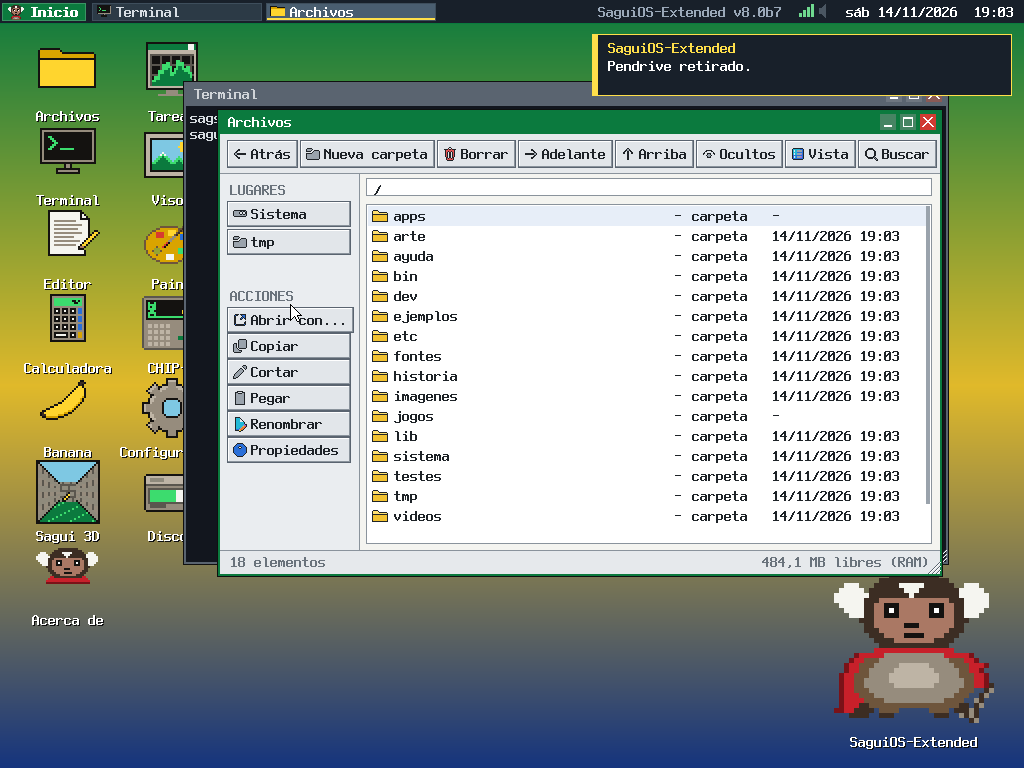 Inicio
Terminal
Archivos
SaguiOS-Extended v8.0b7
sáb 14/11/2026 19:03
SaguiOS-Extended
Pendrive retirado.
Archivos
Terminal
Editor
Calculadora
Banana
Sagui 3D
Acerca de
Tarea
Viso
Pain
CHIP-
Configur
Disco
Terminal
sags
sagu
Archivos
Atrás
Nueva carpeta
Borrar
Adelante
Arriba
Ocultos
Vista
Buscar
LUGARES
Sistema
tmp
ACCIONES
Abrir con...
Copiar
Cortar
Pegar
Renombrar
Propiedades
/
apps - carpeta -
arte - carpeta 14/11/2026 19:03
ayuda - carpeta 14/11/2026 19:03
bin - carpeta 14/11/2026 19:03
dev - carpeta 14/11/2026 19:03
ejemplos - carpeta 14/11/2026 19:03
etc - carpeta 14/11/2026 19:03
fontes - carpeta 14/11/2026 19:03
historia - carpeta 14/11/2026 19:03
imagenes - carpeta 14/11/2026 19:03
jogos - carpeta -
lib - carpeta 14/11/2026 19:03
sistema - carpeta 14/11/2026 19:03
testes - carpeta 14/11/2026 19:03
tmp - carpeta 14/11/2026 19:03
videos - carpeta 14/11/2026 19:03
18 elementos
484,1 MB libres (RAM)
SaguiOS-Extended